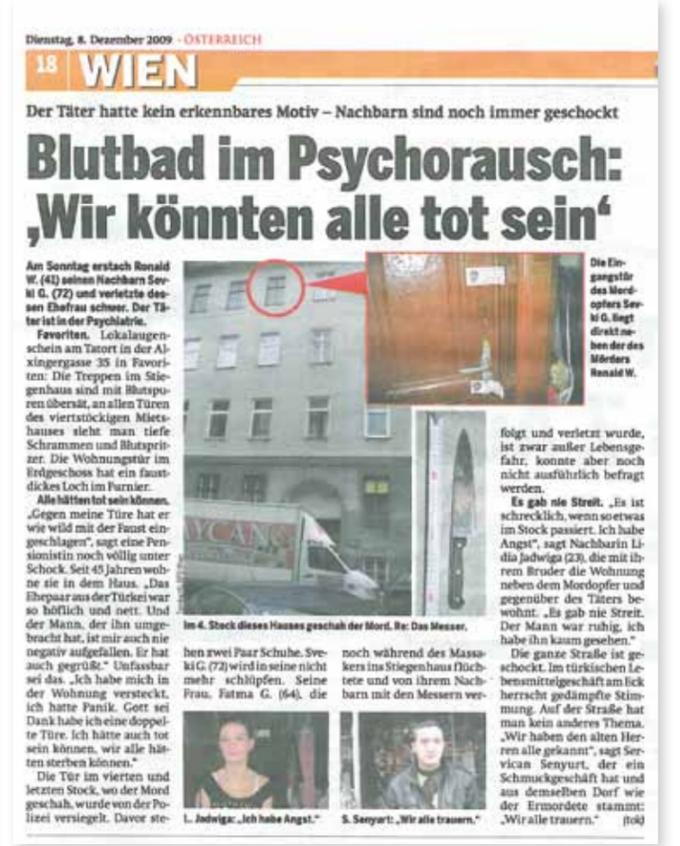 Dienstag, 8. Dezember 2009 - ÖSTERREICH
18 WIEN
Der Täter hatte kein erkennbares Motiv – Nachbarn sind noch immer geschockt
Blutbad im Psychorausch:
‚Wir könnten alle tot sein‘
Am Sonntag erstach Ronald
W. (41) seinen Nachbarn Sev-
ki G. (72) und verletzte des-
sen Ehefrau schwer. Der Tä-
ter ist in der Psychiatrie.
Favoriten. Lokalaugen-
schein am Tatort in der Al-
xingergasse 35 in Favori-
ten: Die Treppen im Stie-
genhaus sind mit Blutspu-
ren übersät, an allen Türen
des vierstöckigen Miets-
hauses sieht man tiefe
Schrammen und Blutsprit-
zer. Die Wohnungstür im
Erdgeschoss hat ein faust-
dickes Loch im Furnier.
Alle hätten tot sein können.
„Gegen meine Türe hat er
wie wild mit der Faust ein-
geschlagen“, sagt eine Pen-
sionistin noch völlig unter
Schock. Seit 45 Jahren woh-
ne sie in dem Haus. „Das
Ehepaar aus der Türkei war
so höflich und nett. Und
der Mann, der ihn umge-
bracht hat, ist mir auch nie
negativ aufgefallen. Er hat
auch gegrüßt.“ Unfassbar
sei das. „Ich habe mich in
der Wohnung versteckt,
ich hatte Panik. Gott sei
Dank habe ich eine doppel-
te Türe. Ich hätte auch tot
sein können, wir alle hät-
ten sterben können.“
Die Tür im vierten und
letzten Stock, wo der Mord
geschah, wurde von der Po-
lizei versiegelt. Davor ste-
Die Ein-
gangstür
des Mord-
opfers Sev-
ki G. liegt
direkt ne-
ben der des
Mörders
Ronald W.
Im 4. Stock dieses Hauses geschah der Mord. Re: Das Messer.
hen zwei Paar Schuhe. Sev-
ki G. (72) wird in seine nicht
mehr schlüpfen. Seine
Frau, Fatma G. (64), die
noch während des Massa-
kers ins Stiegenhaus flüch-
tete und von ihrem Nach-
barn mit den Messern ver-
L. Jadwiga: „Ich habe Angst.“
S. Senyurt: „Wir alle trauern.“
folgt und verletzt wurde,
ist zwar außer Lebensge-
fahr, konnte aber noch
nicht ausführlich befragt
werden.
Es gab nie Streit. „Es ist
schrecklich, wenn so etwas
im Stock passiert. Ich habe
Angst“, sagt Nachbarin Li-
dia Jadwiga (23), die mit ih-
rem Bruder die Wohnung
neben dem Mordopfer und
gegenüber des Täters be-
wohnt. „Es gab nie Streit.
Der Mann war ruhig, ich
habe ihn kaum gesehen.“
Die ganze Straße ist ge-
schockt. Im türkischen Le-
bensmittelgeschäft am Eck
herrscht gedämpfte Stim-
mung. Auf der Straße hat
man kein anderes Thema.
„Wir haben den alten Her-
ren alle gekannt“, sagt Ser-
vican Senyurt, der ein
Schmuckgeschäft hat und
aus demselben Dorf wie
der Ermordete stammt:
„Wir alle trauern.“ (tok)